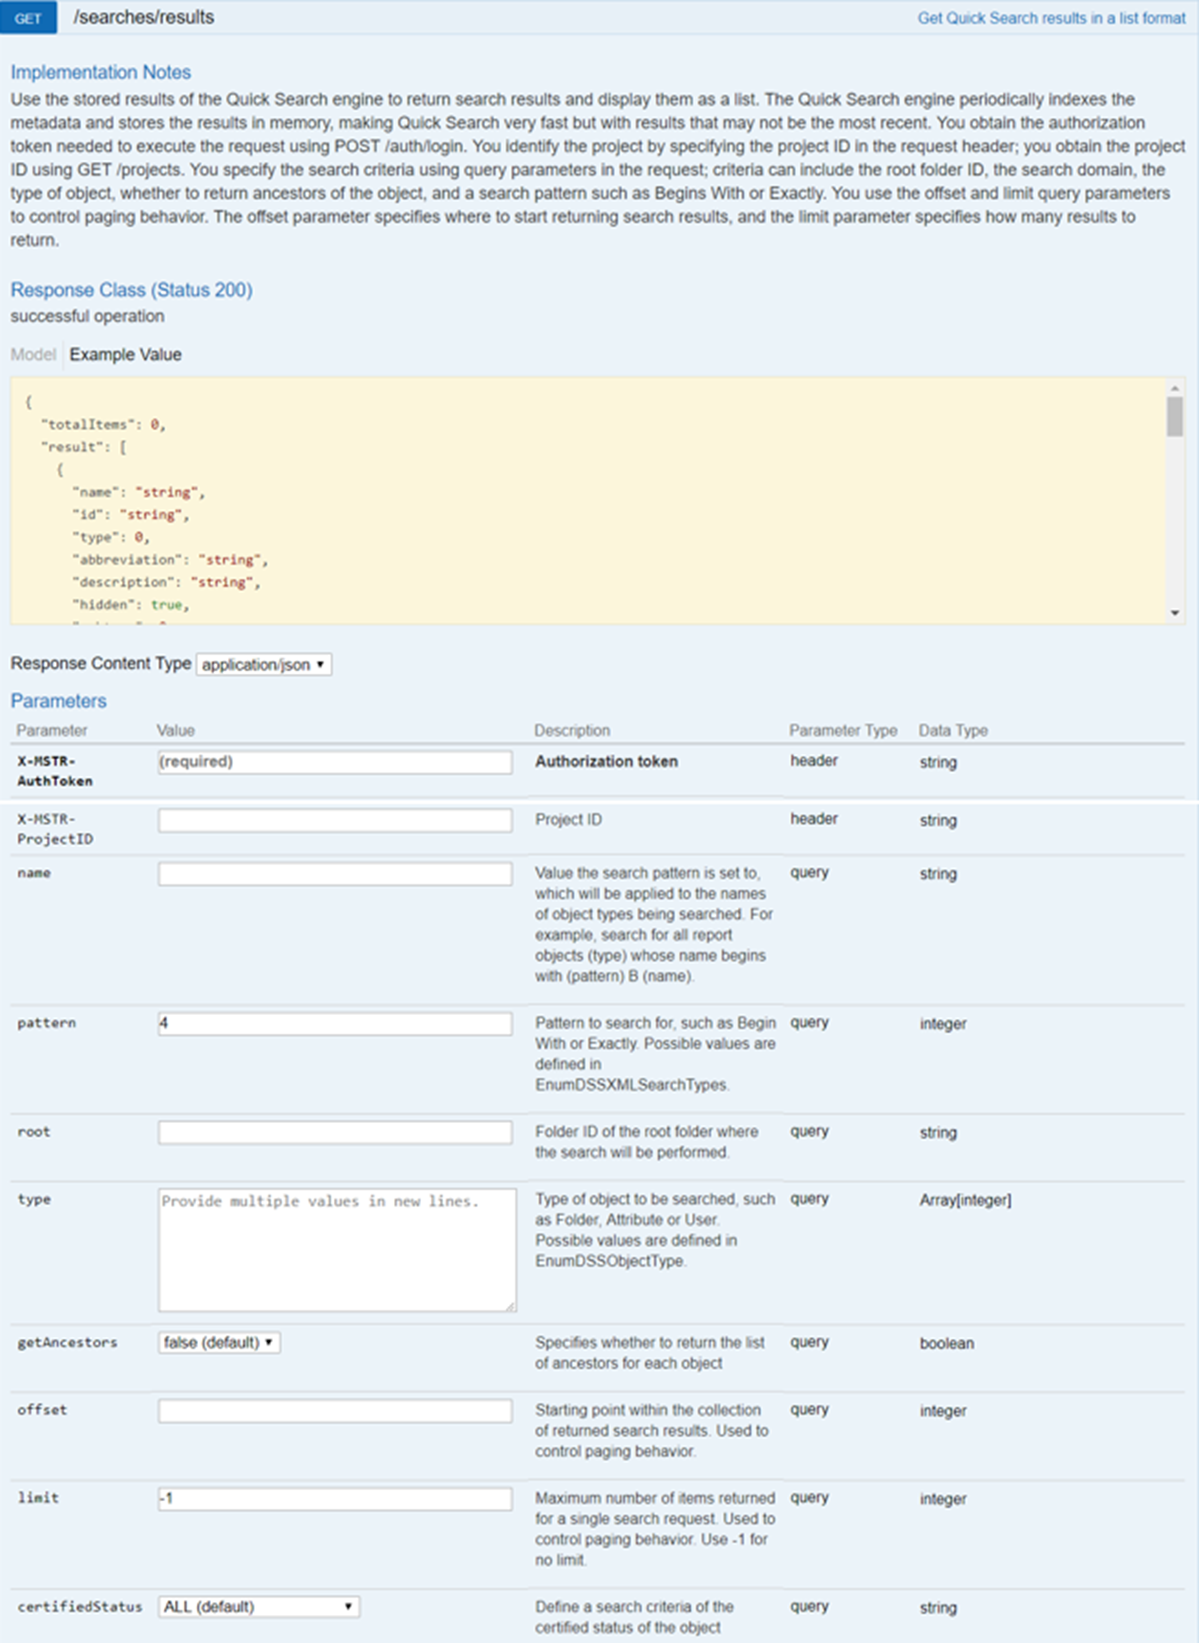 GET /searches/results Get Quick Search results in a list format
Implementation Notes
Use the stored results of the Quick Search engine to return search results and display them as a list. The Quick Search engine periodically indexes the
metadata and stores the results in memory, making Quick Search very fast but with results that may not be the most recent. You obtain the authorization
token needed to execute the request using POST /auth/login. You identify the project by specifying the project ID in the request header; you obtain the project
ID using GET /projects. You specify the search criteria using query parameters in the request; criteria can include the root folder ID, the search domain, the
type of object, whether to return ancestors of the object, and a search pattern such as Begins With or Exactly. You use the offset and limit query parameters
to control paging behavior. The offset parameter specifies where to start returning search results, and the limit parameter specifies how many results to
return.
Response Class (Status 200)
successful operation
Model Example Value
{
"totalItems": 0,
"result": [
{
"name": "string",
"id": "string",
"type": 0,
"abbreviation": "string",
"description": "string",
"hidden": true,
Response Content Type application/json
Parameters
Parameter Value Description Parameter Type Data Type
X-MSTR- (required) Authorization token header string
AuthToken
X-MSTR- Project ID header string
ProjectID
name Value the search pattern is set to, query string
which will be applied to the names
of object types being searched. For
example, search for all report
objects (type) whose name begins
with (pattern) B (name).
pattern 4 Pattern to search for, such as Begin query integer
With or Exactly. Possible values are
defined in
EnumDSSXMLSearchTypes.
root Folder ID of the root folder where query string
the search will be performed.
type Provide multiple values in new lines. Type of object to be searched, such query Array[integer]
as Folder, Attribute or User.
Possible values are defined in
EnumDSSObjectType.
getAncestors false (default) Specifies whether to return the list query boolean
of ancestors for each object
offset Starting point within the collection query integer
of returned search results. Used to
control paging behavior.
limit -1 Maximum number of items returned query integer
for a single search request. Used to
control paging behavior. Use -1 for
no limit.
certifiedStatus ALL (default) Define a search criteria of the query string
certified status of the object